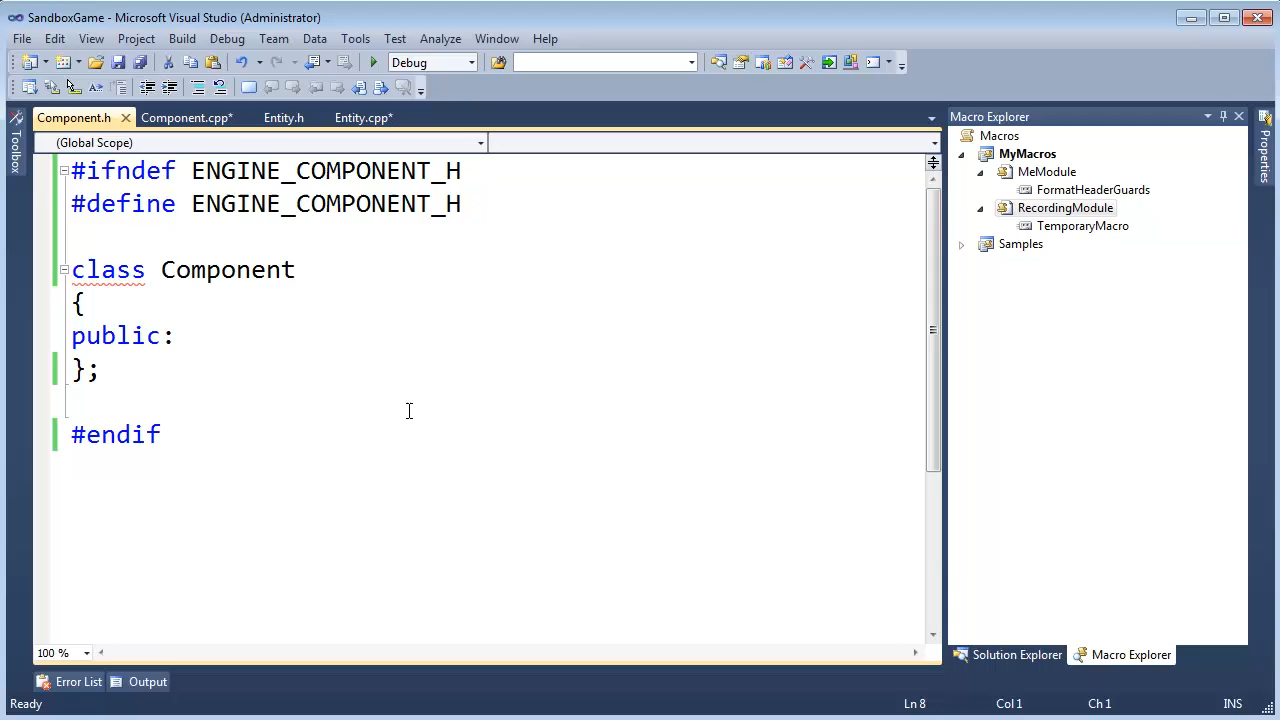 SandboxGame - Microsoft Visual Studio (Administrator)
File Edit View Project Build Debug Team Data Tools Test Analyze Window Help
Debug
Component.h Component.cpp* Entity.h Entity.cpp*
(Global Scope)
#ifndef ENGINE_COMPONENT_H
#define ENGINE_COMPONENT_H
class Component
{
public:
};
#endif
100 %
Toolbox
Macro Explorer
Macros
MyMacros
MeModule
FormatHeaderGuards
RecordingModule
TemporaryMacro
Samples
Solution Explorer Macro Explorer
Properties
Error List Output
Ready Ln 8 Col 1 Ch 1 INS